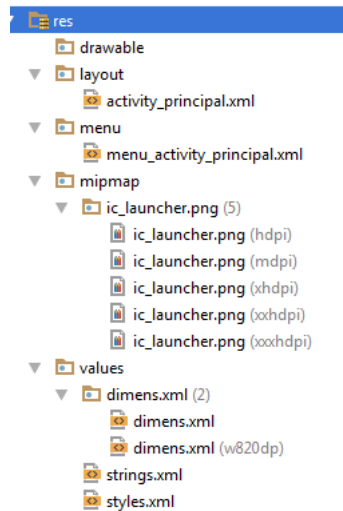 res
drawable
layout
activity_principal.xml
menu
menu_activity_principal.xml
mipmap
ic_launcher.png (5)
ic_launcher.png (hdpi)
ic_launcher.png (mdpi)
ic_launcher.png (xhdpi)
ic_launcher.png (xxhdpi)
ic_launcher.png (xxxhdpi)
values
dimens.xml (2)
dimens.xml
dimens.xml (w820dp)
strings.xml
styles.xml